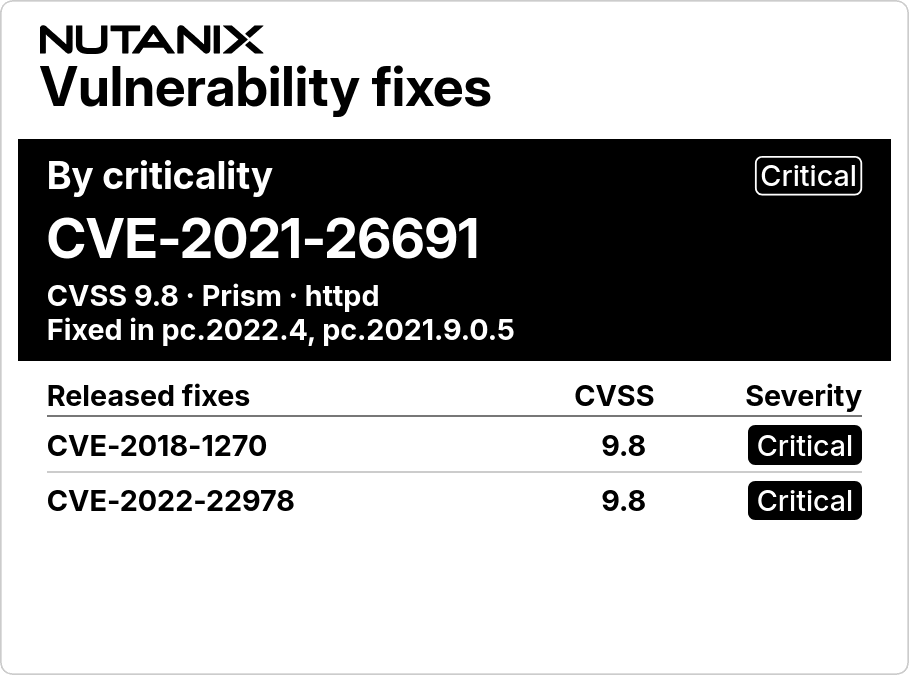 NUTANIX
Vulnerability fixes
By criticality Critical
CVE-2021-26691
CVSS 9.8 · Prism · httpd
Fixed in pc.2022.4, pc.2021.9.0.5
Released fixes CVSS Severity
CVE-2018-1270 9.8 Critical
CVE-2022-22978 9.8 Critical